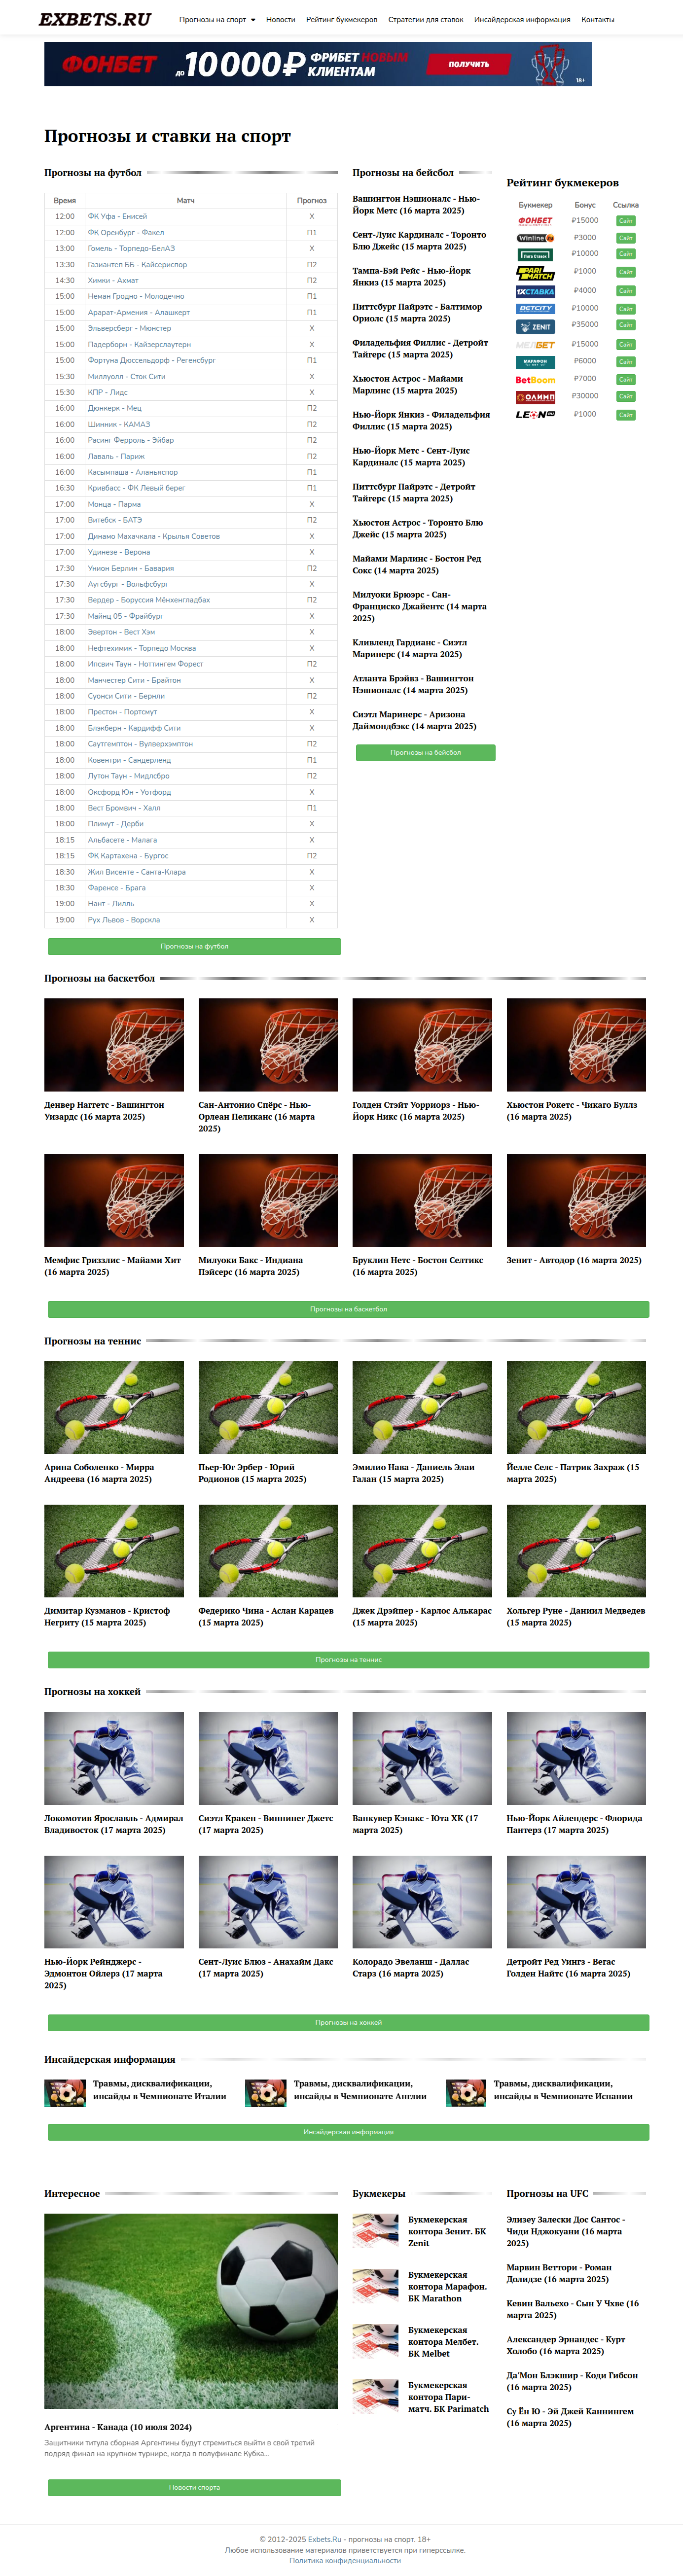 EXBETS.RU
Прогнозы на спорт
Новости
Рейтинг букмекеров
Стратегии для ставок
Инсайдерская информация
Контакты
ФОНБЕТ
до 10 000₽ ФРИБЕТ НОВЫМ
КЛИЕНТАМ
ПОЛУЧИТЬ
18+
Прогнозы и ставки на спорт
Прогнозы на футбол
Время Матч Прогноз
12:00 ФК Уфа - Енисей X
12:00 ФК Оренбург - Факел П1
13:00 Гомель - Торпедо-БелАЗ X
13:30 Газиантеп ББ - Кайсериспор П2
14:30 Химки - Ахмат П2
15:00 Неман Гродно - Молодечно П1
15:00 Арарат-Армения - Алашкерт П1
15:00 Эльверсберг - Мюнстер X
15:00 Падерборн - Кайзерслаутерн X
15:00 Фортуна Дюссельдорф - Регенсбург П1
15:30 Миллуолл - Сток Сити X
15:30 КПР - Лидс X
16:00 Дюнкерк - Мец П2
16:00 Шинник - КАМАЗ П2
16:00 Расинг Ферроль - Эйбар П2
16:00 Лаваль - Париж П2
16:00 Касымпаша - Аланьяспор П1
16:30 Кривбасс - ФК Левый берег П1
17:00 Монца - Парма X
17:00 Витебск - БАТЭ П2
17:00 Динамо Махачкала - Крылья Советов X
17:00 Удинезе - Верона X
17:30 Унион Берлин - Бавария П2
17:30 Аугсбург - Вольфсбург X
17:30 Вердер - Боруссия Мёнхенгладбах П2
17:30 Майнц 05 - Фрайбург X
18:00 Эвертон - Вест Хэм X
18:00 Нефтехимик - Торпедо Москва X
18:00 Ипсвич Таун - Ноттингем Форест П2
18:00 Манчестер Сити - Брайтон X
18:00 Суонси Сити - Бернли П2
18:00 Престон - Портсмут X
18:00 Блэкберн - Кардифф Сити X
18:00 Саутгемптон - Вулверхэмптон П2
18:00 Ковентри - Сандерленд П1
18:00 Лутон Таун - Мидлсбро П2
18:00 Оксфорд Юн - Уотфорд X
18:00 Вест Бромвич - Халл П1
18:00 Плимут - Дерби X
18:15 Альбасете - Малага X
18:15 ФК Картахена - Бургос П2
18:30 Жил Висенте - Санта-Клара X
18:30 Фаренсе - Брага X
19:00 Нант - Лилль X
19:00 Рух Львов - Ворскла X
Прогнозы на футбол
Прогнозы на бейсбол
Вашингтон Нэшионалс - Нью-
Йорк Метс (16 марта 2025)
Сент-Луис Кардиналс - Торонто
Блю Джейс (15 марта 2025)
Тампа-Бэй Рейс - Нью-Йорк
Янкиз (15 марта 2025)
Питтсбург Пайрэтс - Балтимор
Ориолс (15 марта 2025)
Филадельфия Филлис - Детройт
Тайгерс (15 марта 2025)
Хьюстон Астрос - Майами
Марлинс (15 марта 2025)
Нью-Йорк Янкиз - Филадельфия
Филлис (15 марта 2025)
Нью-Йорк Метс - Сент-Луис
Кардиналс (15 марта 2025)
Питтсбург Пайрэтс - Детройт
Тайгерс (15 марта 2025)
Хьюстон Астрос - Торонто Блю
Джейс (15 марта 2025)
Майами Марлинс - Бостон Ред
Сокс (14 марта 2025)
Милуоки Брюэрс - Сан-
Франциско Джайентс (14 марта
2025)
Кливленд Гардианс - Сиэтл
Маринерс (14 марта 2025)
Атланта Брэйвз - Вашингтон
Нэшионалс (14 марта 2025)
Сиэтл Маринерс - Аризона
Даймондбэкс (14 марта 2025)
Прогнозы на бейсбол
Рейтинг букмекеров
Букмекер Бонус Ссылка
ФОНБЕТ ₽15000 Сайт
Winline ₽3000 Сайт
Лига Ставок ₽10000 Сайт
PARIMATCH ₽1000 Сайт
1XСТАВКА ₽4000 Сайт
BETCITY ₽10000 Сайт
ZENIT ₽35000 Сайт
МЕЛБЕТ ₽15000 Сайт
МАРАФОН ₽6000 Сайт
BetBoom ₽7000 Сайт
ОЛИМП ₽30000 Сайт
LEON ₽1000 Сайт
Прогнозы на баскетбол
Денвер Наггетс - Вашингтон
Уизардс (16 марта 2025)
Сан-Антонио Спёрс - Нью-
Орлеан Пеликанс (16 марта
2025)
Голден Стэйт Уорриорз - Нью-
Йорк Никс (16 марта 2025)
Хьюстон Рокетс - Чикаго Буллз
(16 марта 2025)
Мемфис Гриззлис - Майами Хит
(16 марта 2025)
Милуоки Бакс - Индиана
Пэйсерс (16 марта 2025)
Бруклин Нетс - Бостон Селтикс
(16 марта 2025)
Зенит - Автодор (16 марта 2025)
Прогнозы на баскетбол
Прогнозы на теннис
Арина Соболенко - Мирра
Андреева (16 марта 2025)
Пьер-Юг Эрбер - Юрий
Родионов (15 марта 2025)
Эмилио Нава - Даниель Элаи
Галан (15 марта 2025)
Йелле Селс - Патрик Захраж (15
марта 2025)
Димитар Кузманов - Кристоф
Негриту (15 марта 2025)
Федерико Чина - Аслан Карацев
(15 марта 2025)
Джек Дрэйпер - Карлос Алькарас
(15 марта 2025)
Хольгер Руне - Даниил Медведев
(15 марта 2025)
Прогнозы на теннис
Прогнозы на хоккей
Локомотив Ярославль - Адмирал
Владивосток (17 марта 2025)
Сиэтл Кракен - Виннипег Джетс
(17 марта 2025)
Ванкувер Кэнакс - Юта ХК (17
марта 2025)
Нью-Йорк Айлендерс - Флорида
Пантерз (17 марта 2025)
Нью-Йорк Рейнджерс -
Эдмонтон Ойлерз (17 марта
2025)
Сент-Луис Блюз - Анахайм Дакс
(17 марта 2025)
Колорадо Эвеланш - Даллас
Старз (16 марта 2025)
Детройт Ред Уингз - Вегас
Голден Найтс (16 марта 2025)
Прогнозы на хоккей
Инсайдерская информация
Травмы, дисквалификации,
инсайды в Чемпионате Италии
Травмы, дисквалификации,
инсайды в Чемпионате Англии
Травмы, дисквалификации,
инсайды в Чемпионате Испании
Инсайдерская информация
Интересное
Аргентина - Канада (10 июля 2024)
Защитники титула сборная Аргентины будут стремиться выйти в свой третий
подряд финал на крупном турнире, когда в полуфинале Кубка...
Новости спорта
Букмекеры
Букмекерская
контора Зенит. БК
Zenit
Букмекерская
контора Марафон.
БК Marathon
Букмекерская
контора Мелбет.
БК Melbet
Букмекерская
контора Пари-
матч. БК Parimatch
Прогнозы на UFC
Элизеу Залески Дос Сантос -
Чиди Нджокуани (16 марта
2025)
Марвин Веттори - Роман
Долидзе (16 марта 2025)
Кевин Вальехо - Сын У Чхве (16
марта 2025)
Александер Эрнандес - Курт
Холобо (16 марта 2025)
Да'Мон Блэкшир - Коди Гибсон
(16 марта 2025)
Су Ён Ю - Эй Джей Каннингем
(16 марта 2025)
© 2012-2025 Exbets.Ru - прогнозы на спорт. 18+
Любое использование материалов приветствуется при гиперссылке.
Политика конфиденциальности